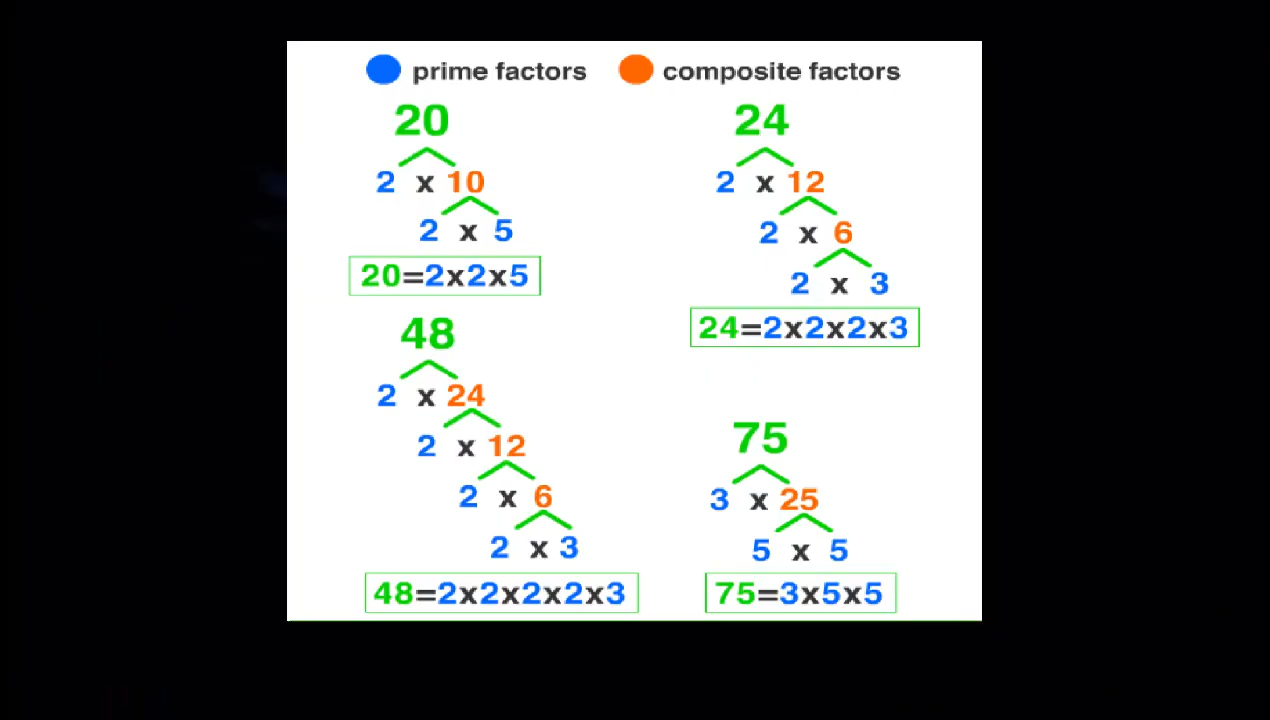 prime factors composite factors
20
2 x 10
2 x 5
20=2x2x5
24
2 x 12
2 x 6
2 x 3
24=2x2x2x3
48
2 x 24
2 x 12
2 x 6
2 x 3
48=2x2x2x2x3
75
3 x 25
5 x 5
75=3x5x5